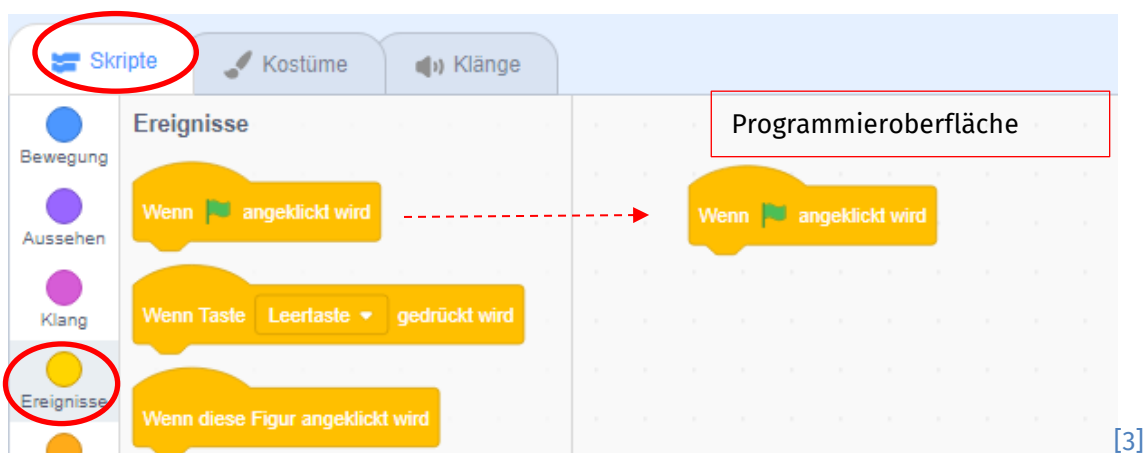 Skripte Kostüme Klänge
Bewegung
Aussehen
Klang
Ereignisse
Ereignisse
Wenn angeklickt wird
Wenn Taste Leertaste gedrückt wird
Wenn diese Figur angeklickt wird
Programmieroberfläche
Wenn angeklickt wird
[3]